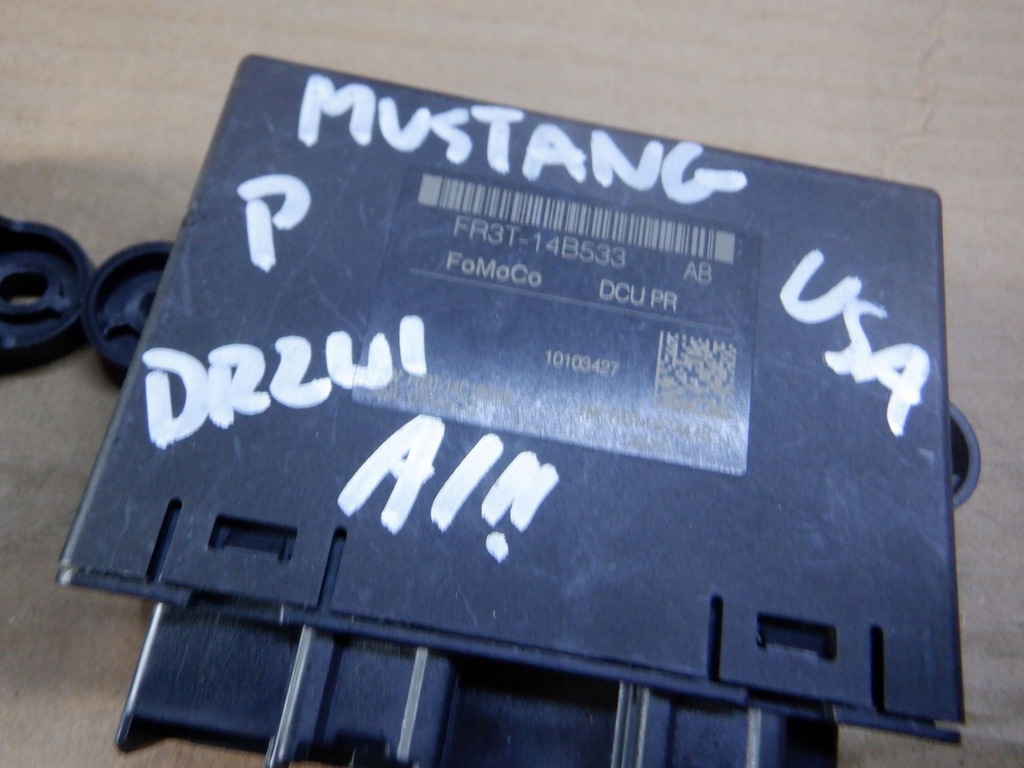 MUSTANG
P
FR3T-14B533 AB
FoMoCo DCU PR
USA
10103427
DRZWI